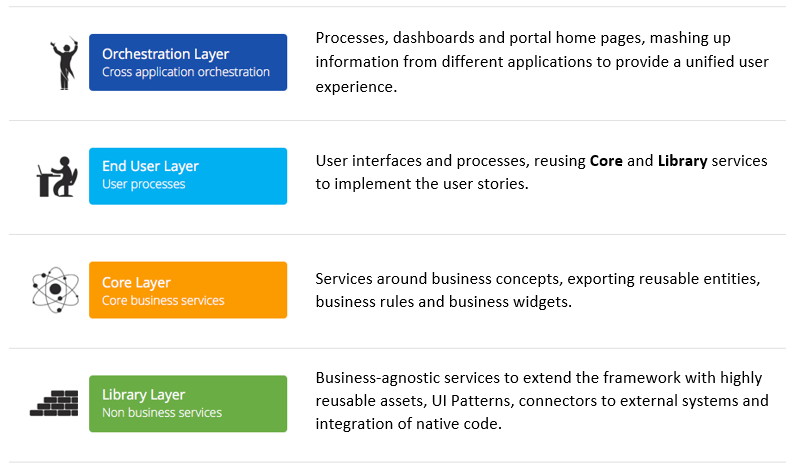 Orchestration Layer
Cross application orchestration
Processes, dashboards and portal home pages, mashing up
information from different applications to provide a unified user
experience.
End User Layer
User processes
User interfaces and processes, reusing Core and Library services
to implement the user stories.
Core Layer
Core business services
Services around business concepts, exporting reusable entities,
business rules and business widgets.
Library Layer
Non business services
Business-agnostic services to extend the framework with highly
reusable assets, UI Patterns, connectors to external systems and
integration of native code.